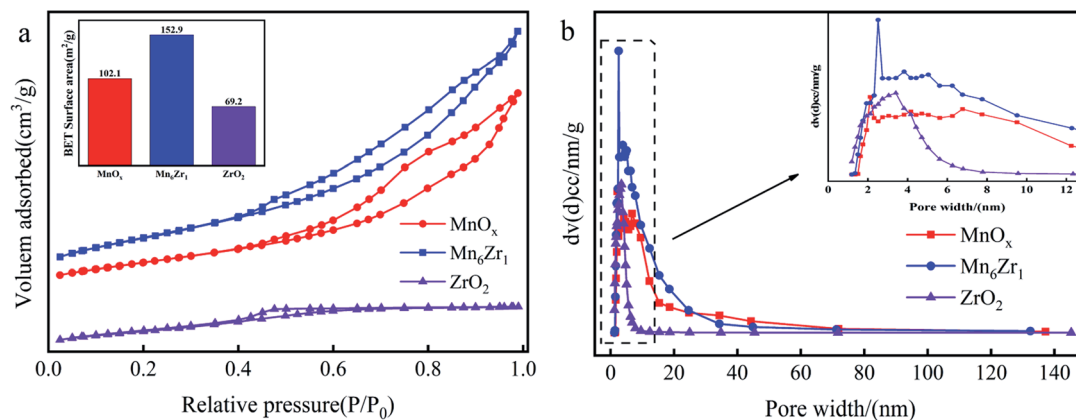 a
BET Surface area(m²/g)
102.1
152.9
69.2
MnOₓ
Mn₆Zr₁
ZrO₂
Voluem adsorbed(cm³/g)
MnOₓ
Mn₆Zr₁
ZrO₂
0.0 0.2 0.4 0.6 0.8 1.0
Relative pressure(P/P₀)
b
dv(d)cc/nm/g
dv(d)cc/nm/g
0 2 4 6 8 10 12
Pore width/(nm)
MnOₓ
Mn₆Zr₁
ZrO₂
0 20 40 60 80 100 120 140
Pore width/(nm)